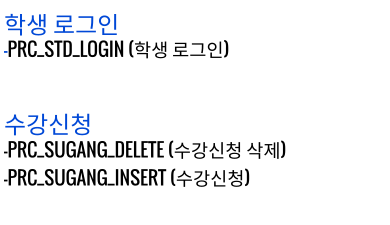 학생 로그인
-PRC_STD_LOGIN (학생 로그인)
수강신청
-PRC_SUGANG_DELETE (수강신청 삭제)
-PRC_SUGANG_INSERT (수강신청)